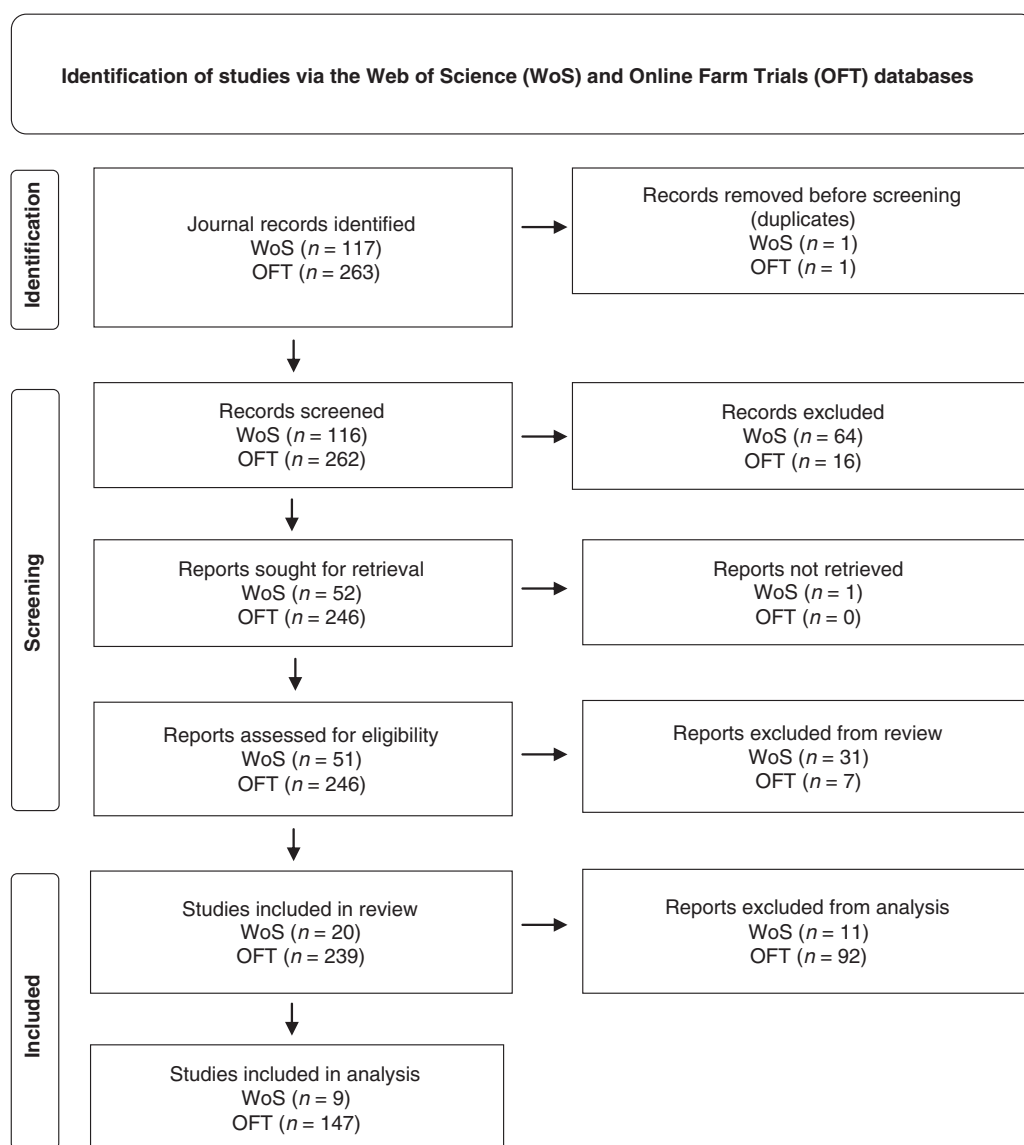 Identification of studies via the Web of Science (WoS) and Online Farm Trials (OFT) databases
Identification
Journal records identified
WoS (n = 117)
OFT (n = 263)
Records removed before screening
(duplicates)
WoS (n = 1)
OFT (n = 1)
Screening
Records screened
WoS (n = 116)
OFT (n = 262)
Records excluded
WoS (n = 64)
OFT (n = 16)
Reports sought for retrieval
WoS (n = 52)
OFT (n = 246)
Reports not retrieved
WoS (n = 1)
OFT (n = 0)
Reports assessed for eligibility
WoS (n = 51)
OFT (n = 246)
Reports excluded from review
WoS (n = 31)
OFT (n = 7)
Included
Studies included in review
WoS (n = 20)
OFT (n = 239)
Reports excluded from analysis
WoS (n = 11)
OFT (n = 92)
Studies included in analysis
WoS (n = 9)
OFT (n = 147)